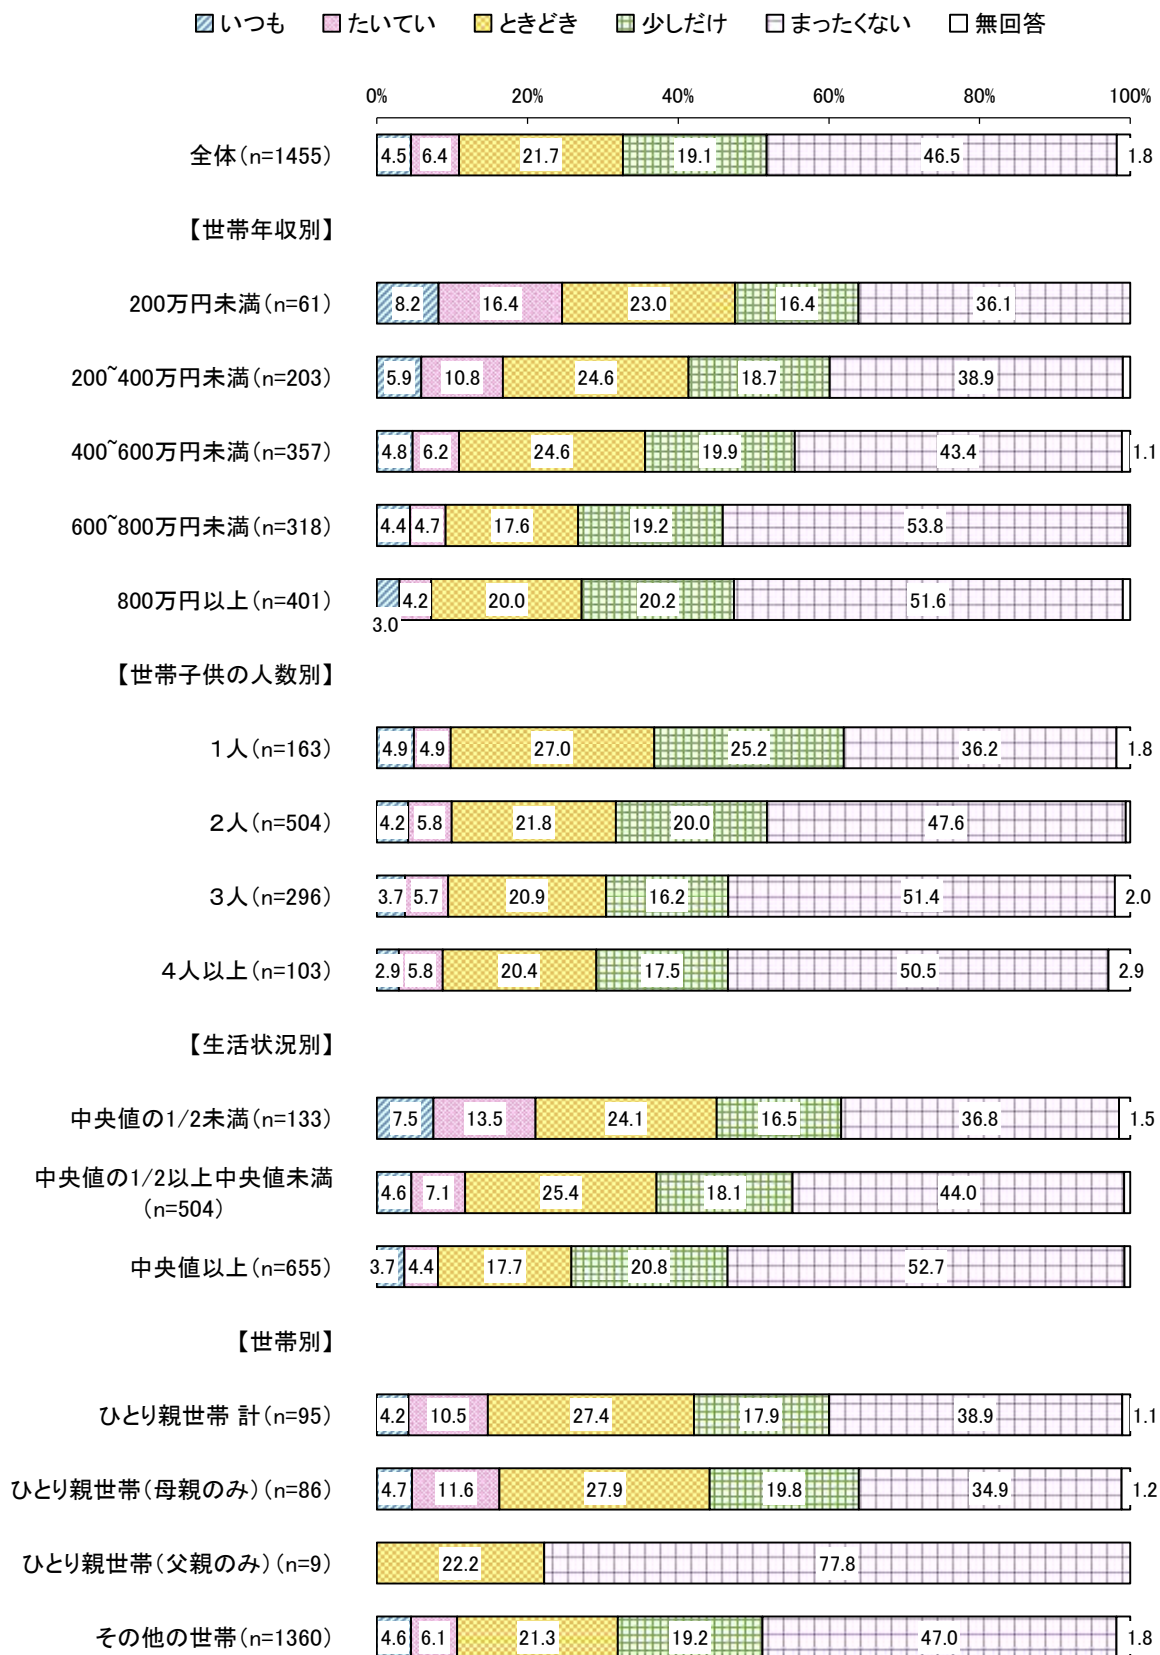 いつも たいてい ときどき 少しだけ まったくない 無回答
0% 20% 40% 60% 80% 100%
全体(n=1455) 4.5 6.4 21.7 19.1 46.5 1.8
【世帯年収別】
200万円未満(n=61) 8.2 16.4 23.0 16.4 36.1
200~400万円未満(n=203) 5.9 10.8 24.6 18.7 38.9
400~600万円未満(n=357) 4.8 6.2 24.6 19.9 43.4 1.1
600~800万円未満(n=318) 4.4 4.7 17.6 19.2 53.8
800万円以上(n=401) 3.0 4.2 20.0 20.2 51.6
【世帯子供の人数別】
1人(n=163) 4.9 4.9 27.0 25.2 36.2 1.8
2人(n=504) 4.2 5.8 21.8 20.0 47.6
3人(n=296) 3.7 5.7 20.9 16.2 51.4 2.0
4人以上(n=103) 2.9 5.8 20.4 17.5 50.5 2.9
【生活状況別】
中央値の1/2未満(n=133) 7.5 13.5 24.1 16.5 36.8 1.5
中央値の1/2以上中央値未満
(n=504) 4.6 7.1 25.4 18.1 44.0
中央値以上(n=655) 3.7 4.4 17.7 20.8 52.7
【世帯別】
ひとり親世帯 計(n=95) 4.2 10.5 27.4 17.9 38.9 1.1
ひとり親世帯(母親のみ)(n=86) 4.7 11.6 27.9 19.8 34.9 1.2
ひとり親世帯(父親のみ)(n=9) 22.2 77.8
その他の世帯(n=1360) 4.6 6.1 21.3 19.2 47.0 1.8